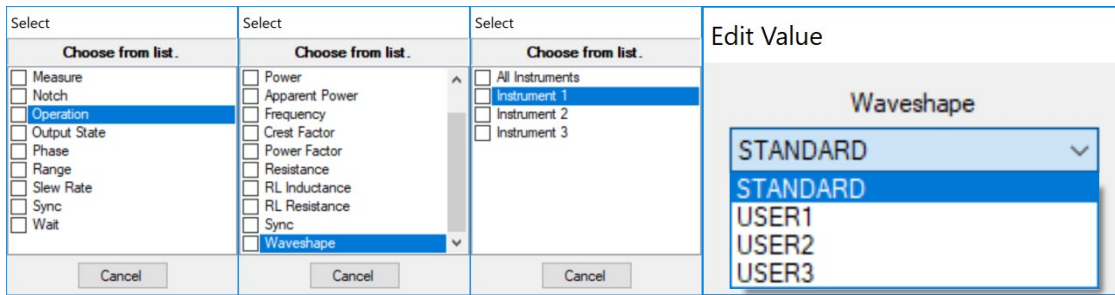 Select
Choose from list.
Measure
Notch
Operation
Output State
Phase
Range
Slew Rate
Sync
Wait
Cancel
Select
Choose from list.
Power
Apparent Power
Frequency
Crest Factor
Power Factor
Resistance
RL Inductance
RL Resistance
Sync
Waveshape
Cancel
Select
Choose from list.
All Instruments
Instrument 1
Instrument 2
Instrument 3
Cancel
Edit Value
Waveshape
STANDARD
STANDARD
USER1
USER2
USER3